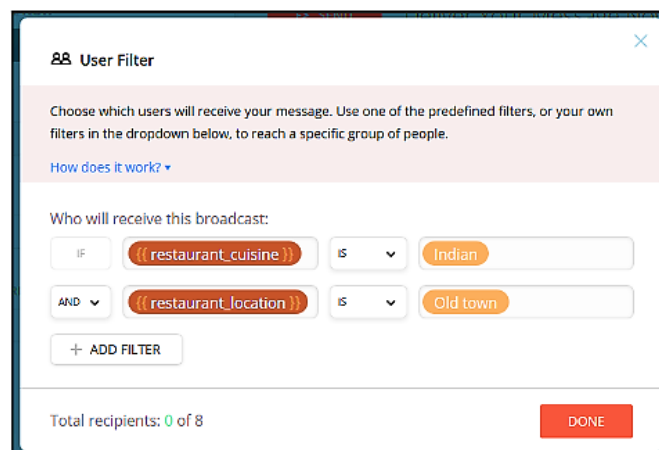 User Filter
Choose which users will receive your message. Use one of the predefined filters, or your own
filters in the dropdown below, to reach a specific group of people.
How does it work?
Who will receive this broadcast:
IF {{ restaurant_cuisine }} IS Indian
AND {{ restaurant_location }} IS Old town
+ ADD FILTER
Total recipients: 0 of 8 DONE